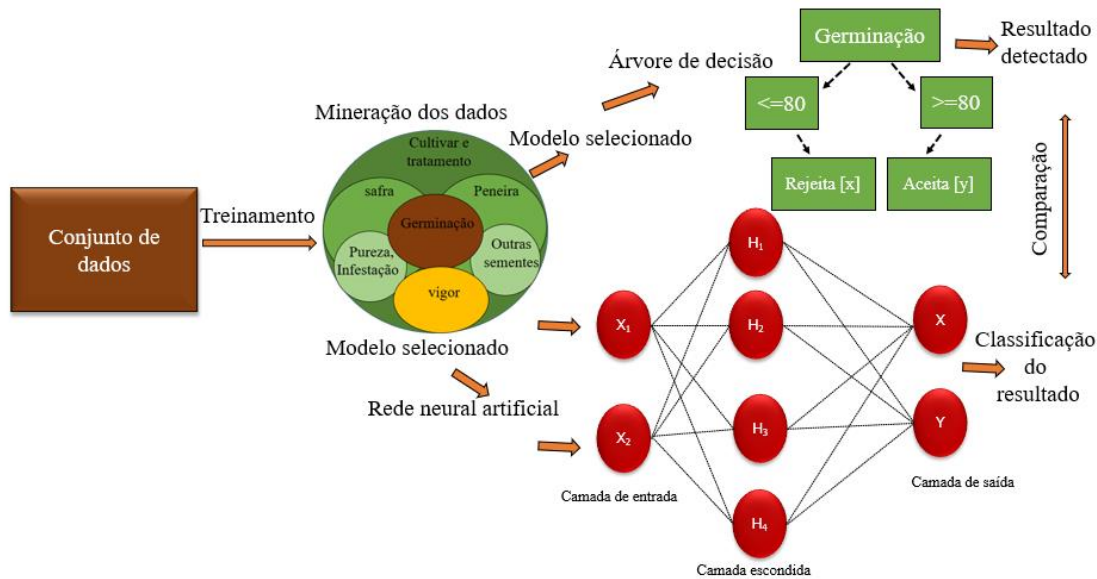 Conjunto de
dados
Treinamento
Mineração dos dados
Cultivar e
tratamento
safra
Peneira
Germinação
Pureza,
Infestação
Outras
sementes
vigor
Modelo selecionado
Árvore de decisão
Germinação
<=80
>=80
Rejeita [x]
Aceita [y]
Resultado
detectado
Comparação
Modelo selecionado
Rede neural artificial
X₁
X₂
Camada de entrada
H₁
H₂
H₃
H₄
Camada escondida
X
Y
Camada de saída
Classificação
do
resultado